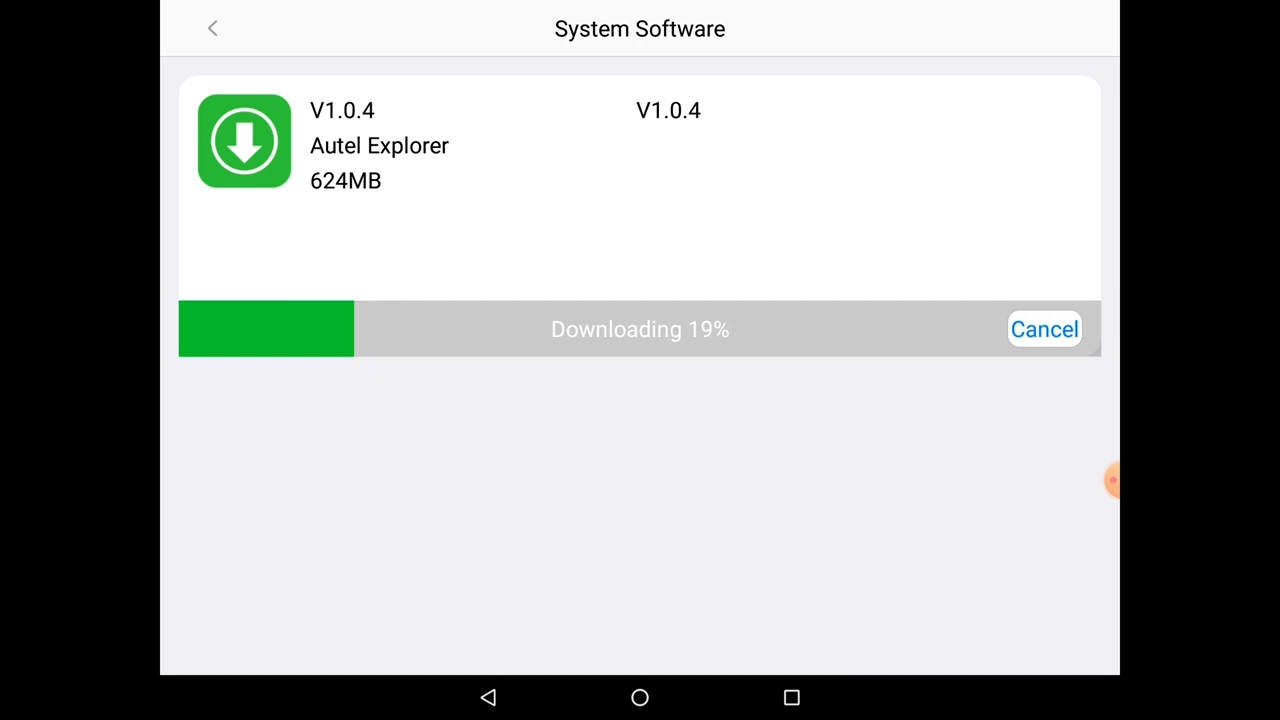 System Software
V1.0.4 V1.0.4
Autel Explorer
624MB
Downloading 19% Cancel